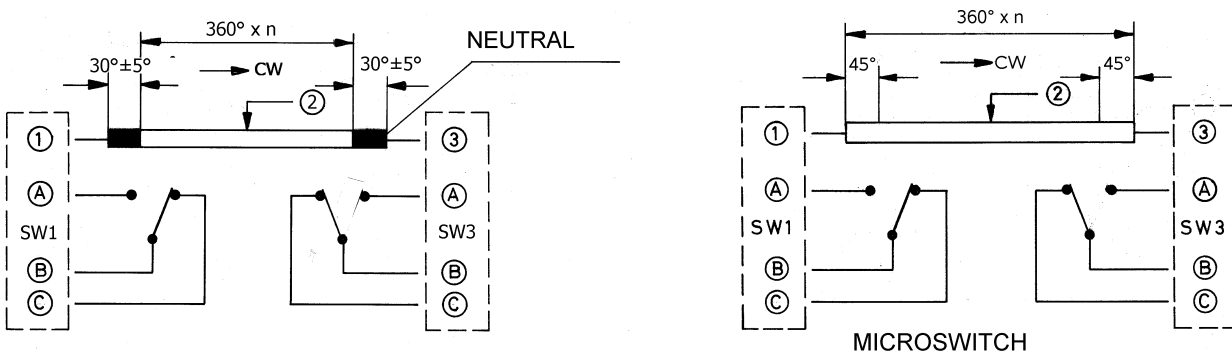 360° x n
NEUTRAL
30°±5°
CW
30°±5°
2
1
3
A
A
SW1
SW3
B
B
C
C
360° x n
45°
CW
45°
2
1
3
A
A
SW1
SW3
B
B
C
C
MICROSWITCH